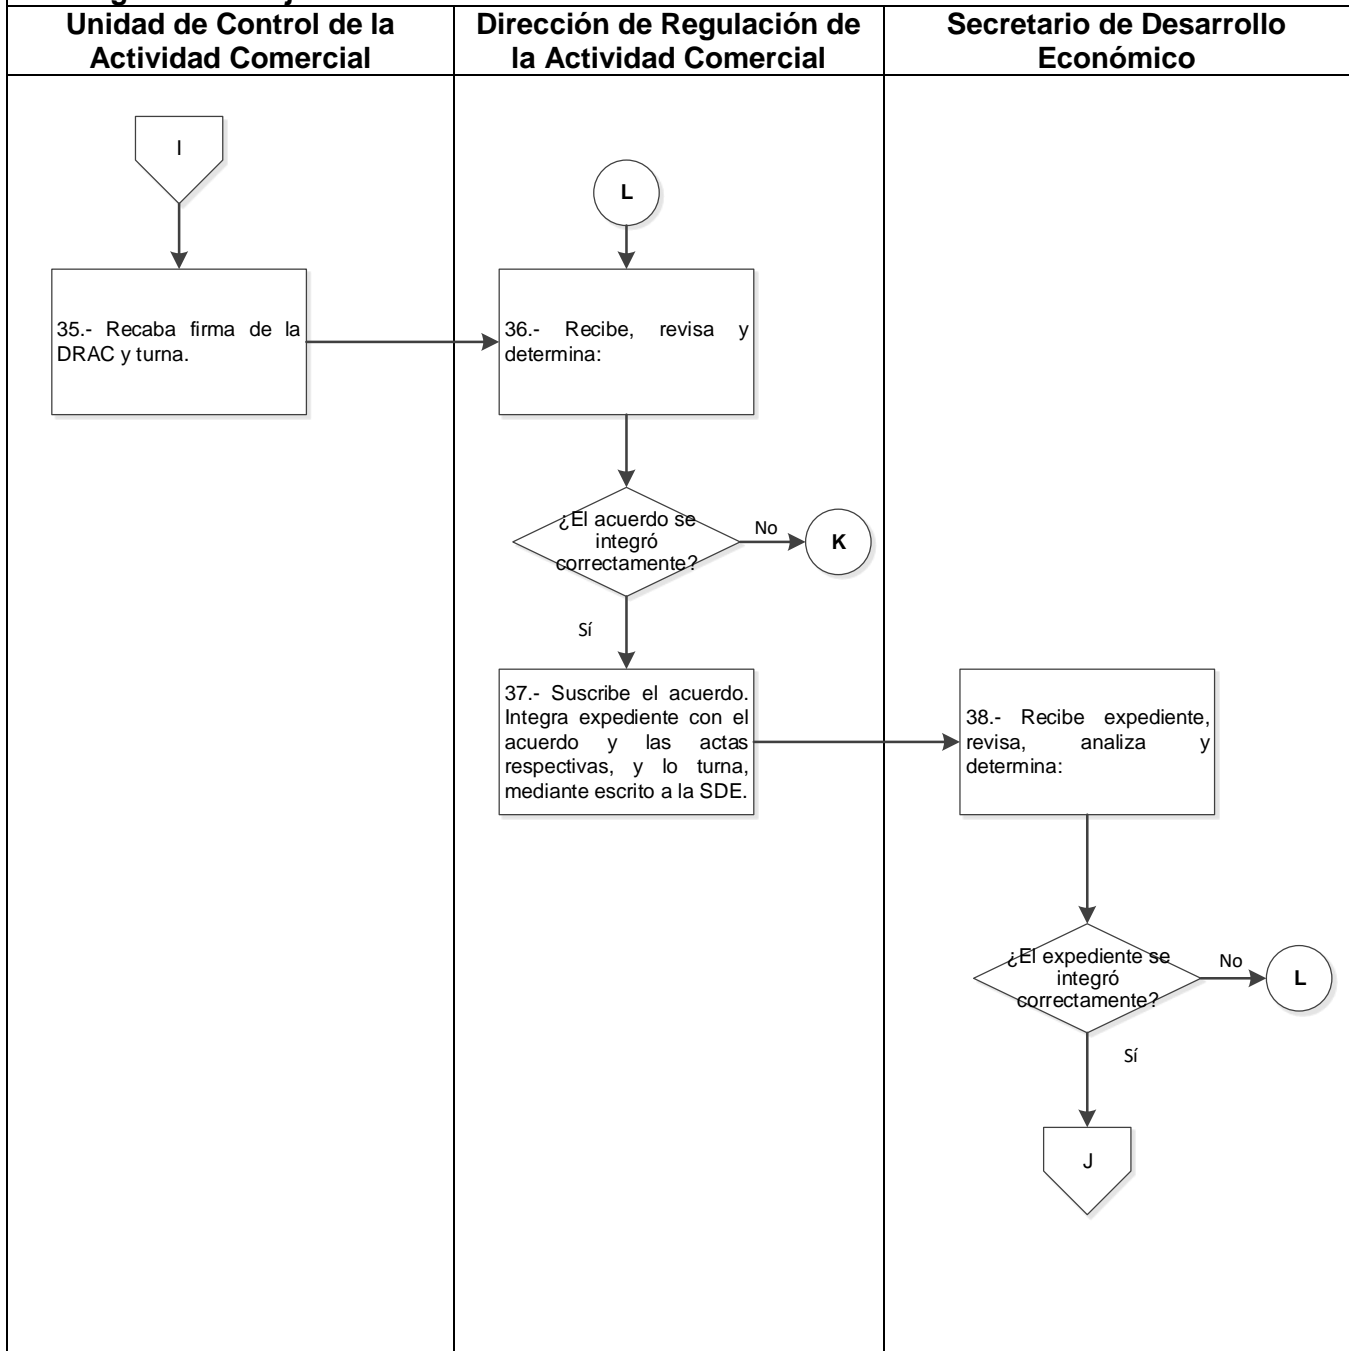 Unidad de Control de la
Actividad Comercial
Dirección de Regulación de
la Actividad Comercial
Secretario de Desarrollo
Económico
I
L
35.- Recaba firma de la
DRAC y turna.
36.- Recibe, revisa y
determina:
¿El acuerdo se
integró
correctamente?
No
K
Sí
37.- Suscribe el acuerdo.
Integra expediente con el
acuerdo y las actas
respectivas, y lo turna,
mediante escrito a la SDE.
38.- Recibe expediente,
revisa, analiza y
determina:
¿El expediente se
integró
correctamente?
No
L
Sí
J